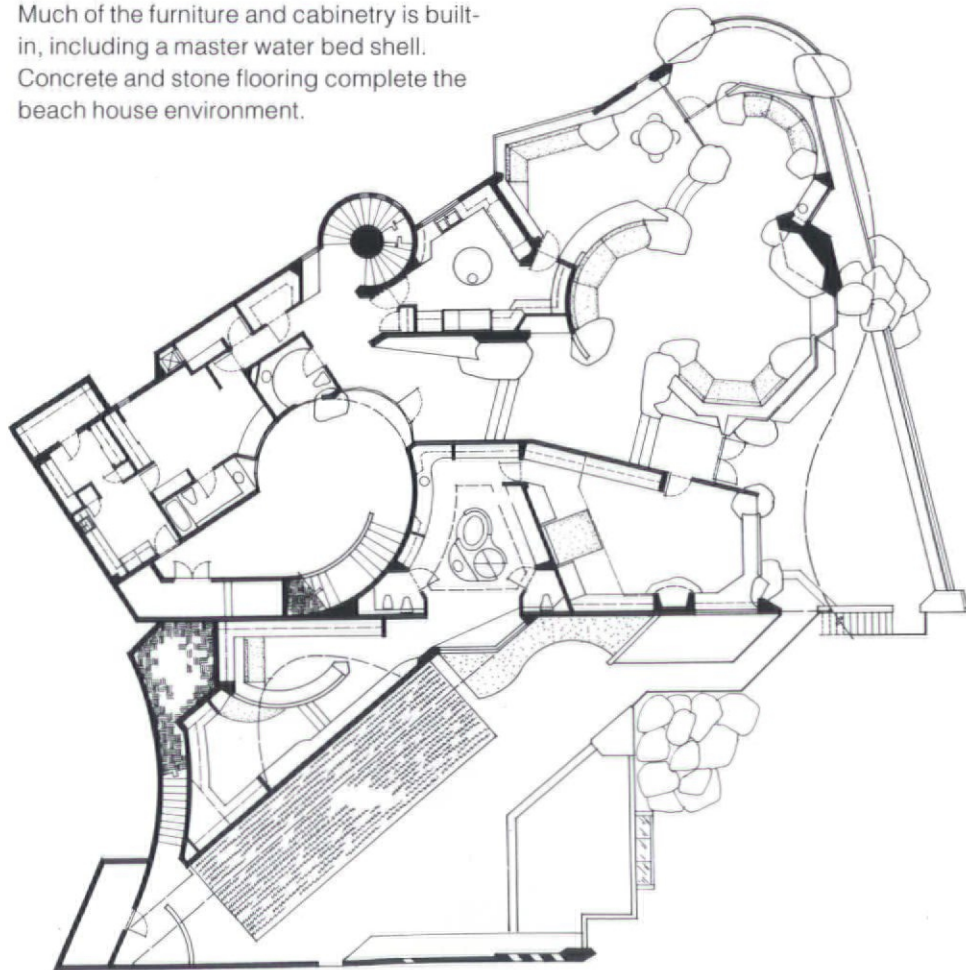 Much of the furniture and cabinetry is built-
in, including a master water bed shell.
Concrete and stone flooring complete the
beach house environment.